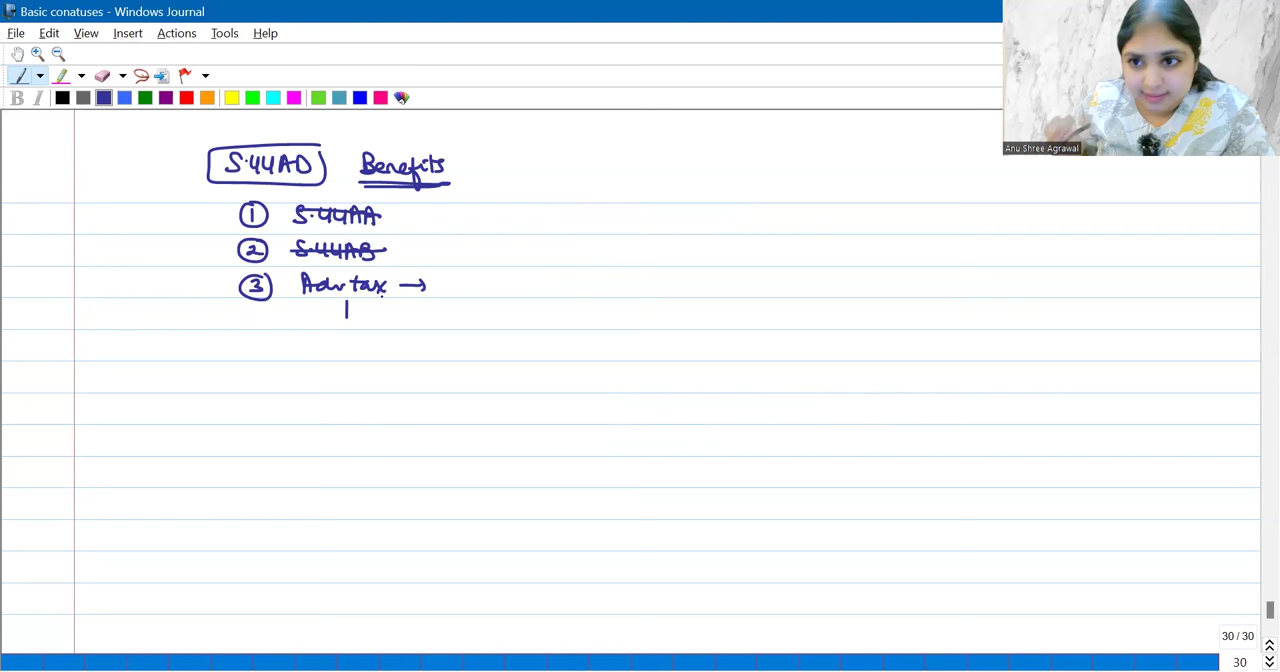 Basic conatuses - Windows Journal
File Edit View Insert Actions Tools Help
B I
Anu Shree Agrawal
S.44AD Benefits
1 S.44AA
2 S.44AB
3 Adv tax →
30 / 30
30